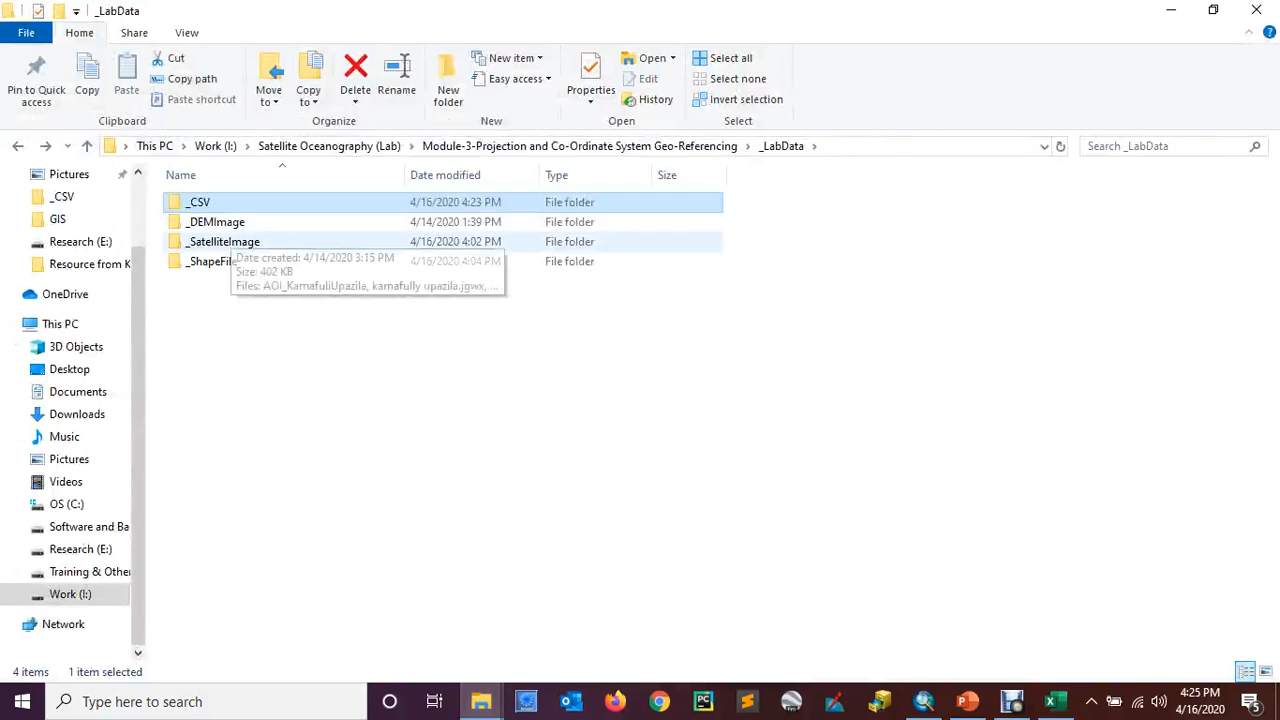 _LabData
File
Home
Share
View
Pin to Quick access
Copy
Paste
Cut
Copy path
Paste shortcut
Clipboard
Move to
Copy to
Delete
Rename
Organize
New folder
New item
Easy access
New
Properties
Open
Edit
History
Open
Select all
Select none
Invert selection
Select
This PC
Work (I:)
Satellite Oceanography (Lab)
Module-3-Projection and Co-Ordinate System Geo-Referencing
_LabData
Search _LabData
Name Date modified Type Size
_CSV 4/16/2020 4:23 PM File folder
_DEMImage 4/14/2020 1:39 PM File folder
_SatelliteImage 4/16/2020 4:02 PM File folder
_ShapeFile 4/16/2020 4:04 PM File folder
Date created: 4/14/2020 3:15 PM
Size: 402 KB
Files: AOI_KarnafuliUpazila, karnafully upazila.jgwx, ...
Pictures
_CSV
GIS
Research (E:)
Resource from K
OneDrive
This PC
3D Objects
Desktop
Documents
Downloads
Music
Pictures
Videos
OS (C:)
Software and Ba
Research (E:)
Training & Other
Work (I:)
Network
4 items 1 item selected
Type here to search
PC
4:25 PM
4/16/2020
5